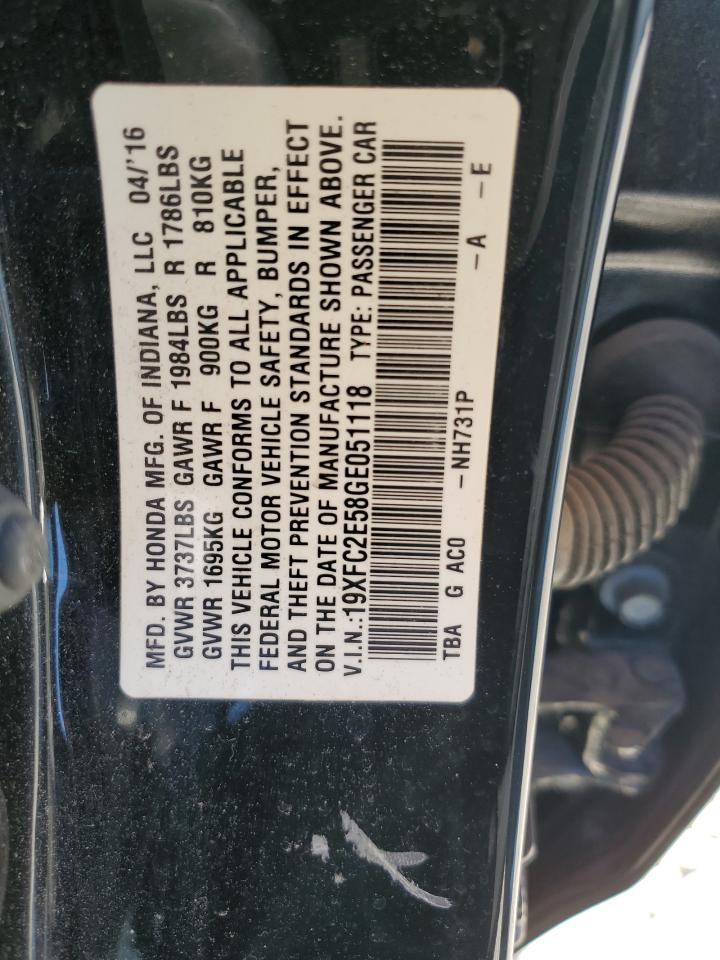 MFD. BY HONDA MFG. OF INDIANA, LLC 04/'16
GVWR 3737LBS GAWR F 1984LBS R 1786LBS
GVWR 1695KG GAWR F 900KG R 810KG
THIS VEHICLE CONFORMS TO ALL APPLICABLE
FEDERAL MOTOR VEHICLE SAFETY, BUMPER,
AND THEFT PREVENTION STANDARDS IN EFFECT
ON THE DATE OF MANUFACTURE SHOWN ABOVE.
V.I.N.:19XFC2E58GE051118 TYPE: PASSENGER CAR
TBA G AC0 -NH731P -A -E